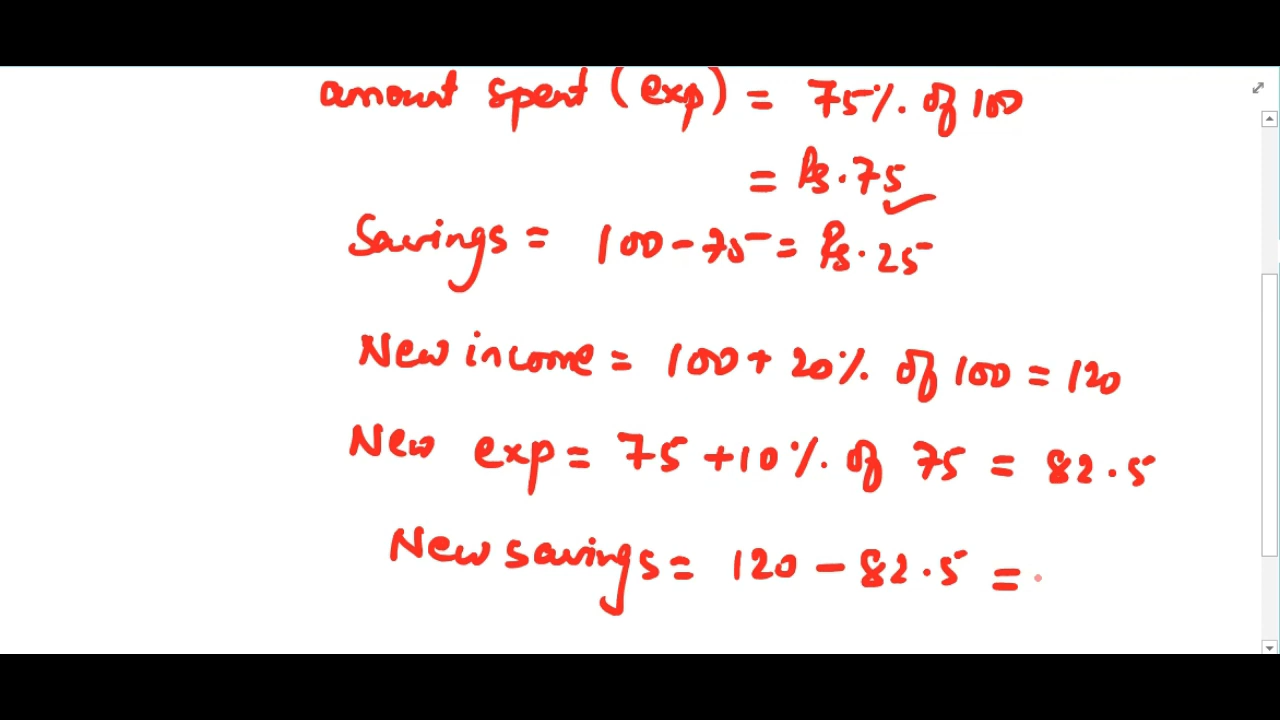 amount spent (exp) = 75% of 100
= Rs.75
Savings = 100-75 = Rs.25
New income = 100 + 20% of 100 = 120
New exp = 75 +10% of 75 = 82.5
New savings = 120 - 82.5 =